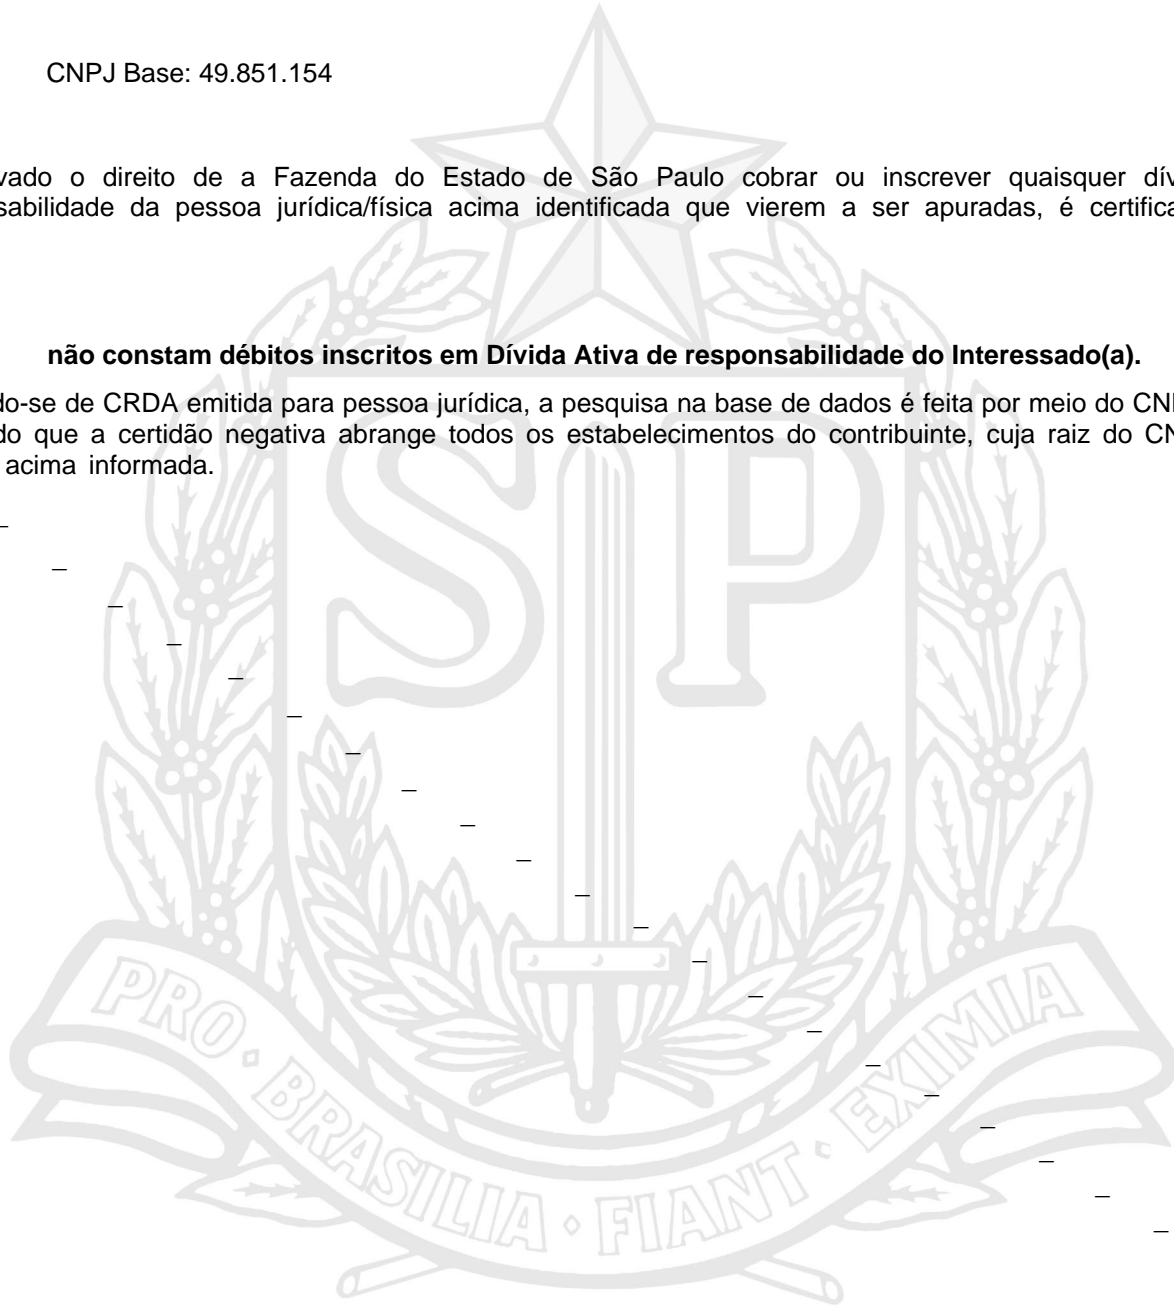 CNPJ Base: 49.851.154
vado o direito de a Fazenda do Estado de São Paulo cobrar ou inscrever quaisquer dív
sabilidade da pessoa jurídica/física acima identificada que vierem a ser apuradas, é certifica
não constam débitos inscritos em Dívida Ativa de responsabilidade do Interessado(a).
do-se de CRDA emitida para pessoa jurídica, a pesquisa na base de dados é feita por meio do CN
do que a certidão negativa abrange todos os estabelecimentos do contribuinte, cuja raiz do CN
acima informada.
SP
PRO · BRASILIA · FIANT · EXIMIA